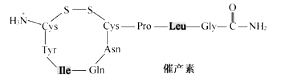 S S O
H₃N⁺ Cys Cys Pro Leu Gly C NH₂
Tyr Asn
Ile Gln
催产素